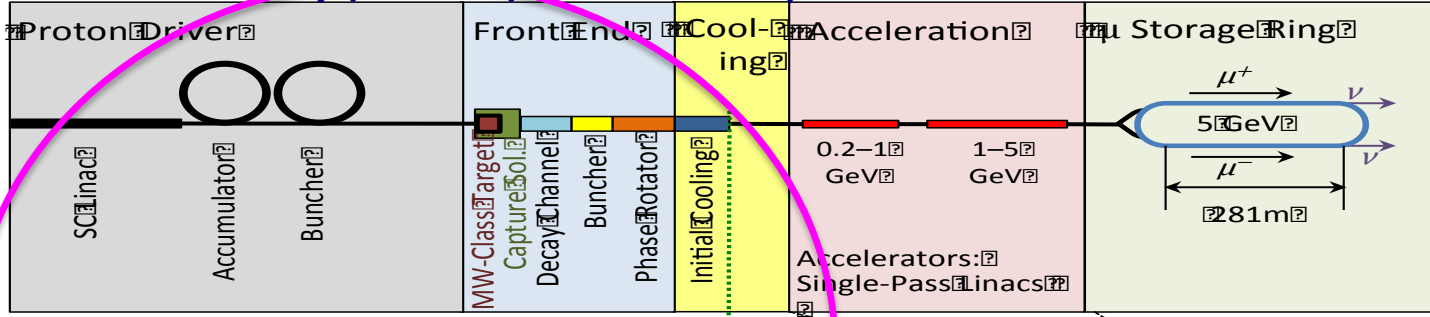 Proton Driver
Front End
Cool-
ing
Acceleration
μ Storage Ring
SC Linac
Accumulator
Buncher
MW-Class Target
Capture Sol.
Decay Channel
Buncher
Phase Rotator
Initial Cooling
0.2–1
GeV
1–5
GeV
Accelerators:
Single-Pass Linacs
μ+
ν
5 GeV
μ−
ν
281m